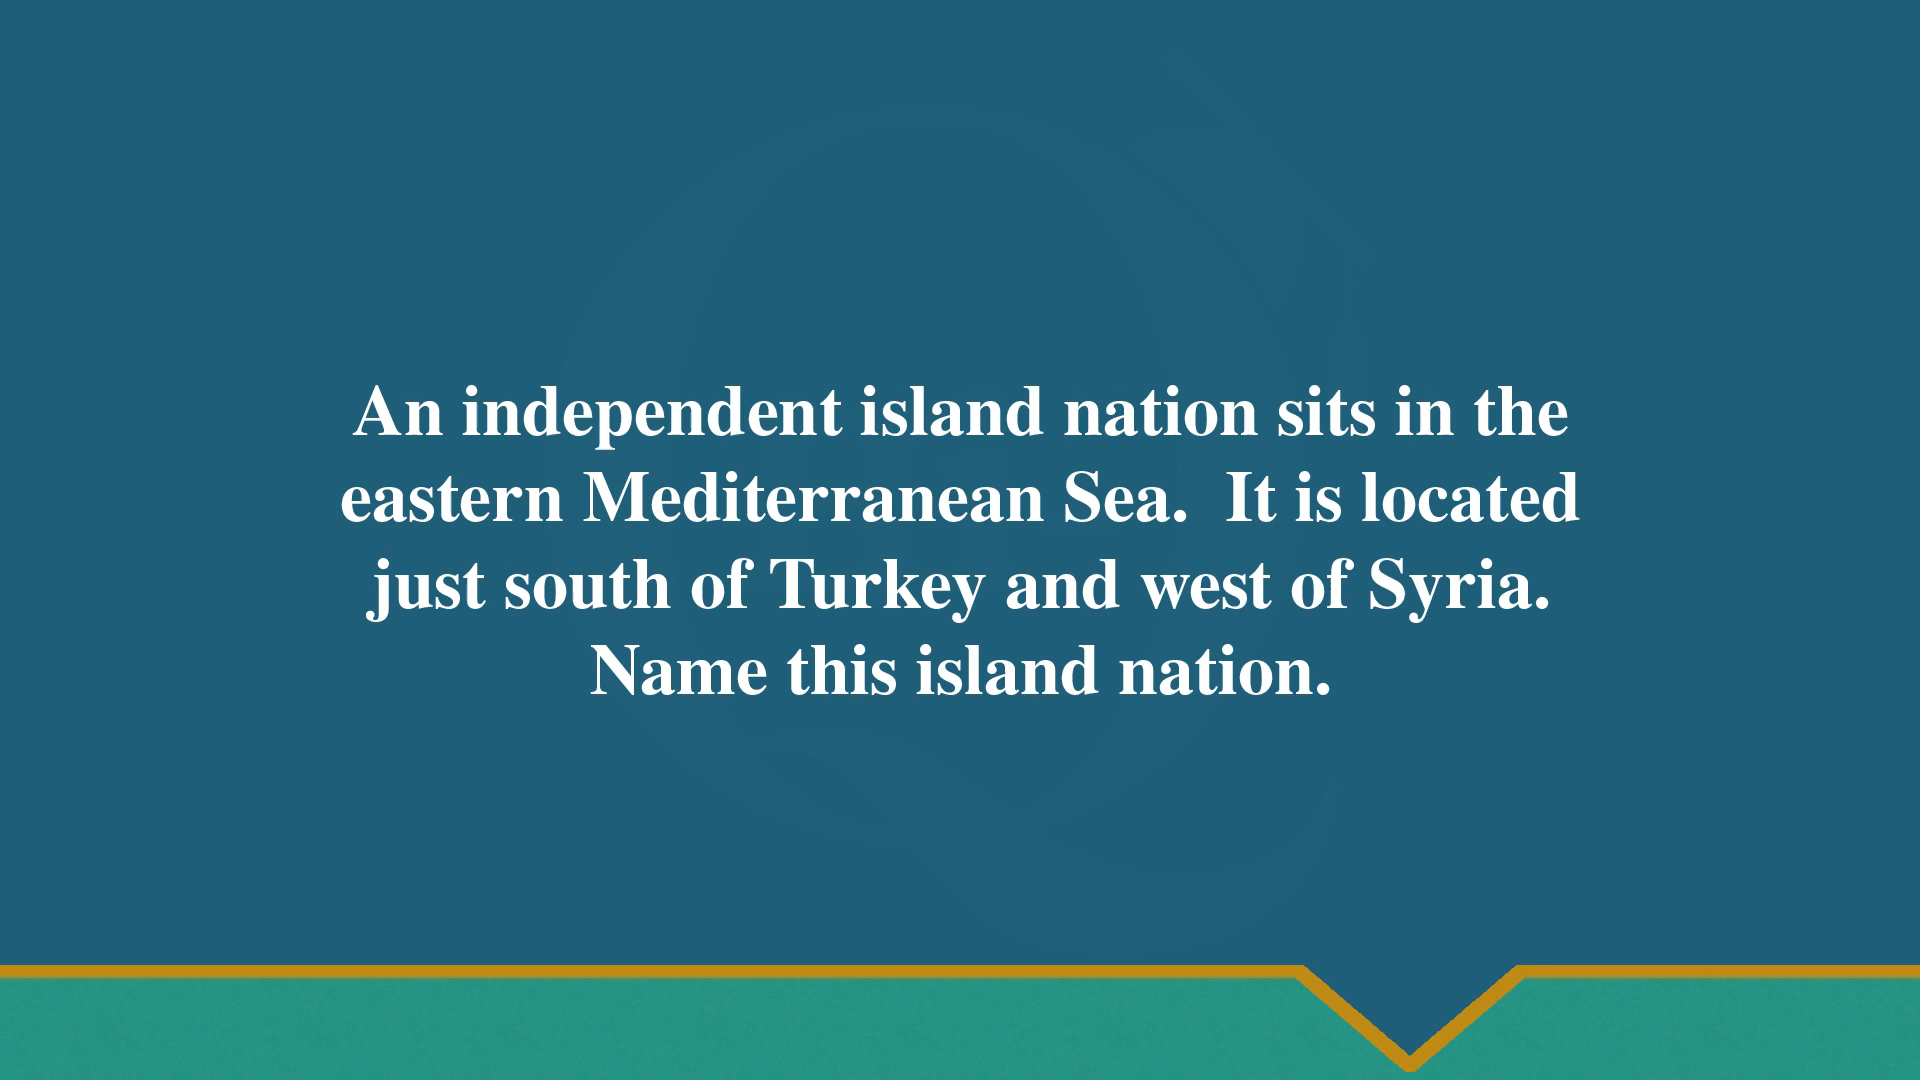 An independent island nation sits in the
eastern Mediterranean Sea.  It is located
just south of Turkey and west of Syria.
Name this island nation.